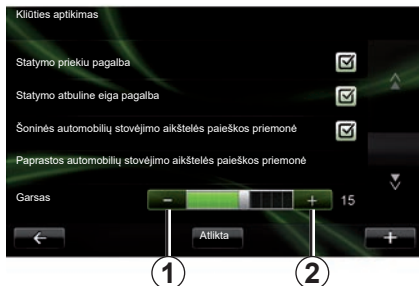 Kliūties aptikimas
Statymo priekiu pagalba
Statymo atbuline eiga pagalba
Šoninės automobilių stovėjimo aikštelės paieškos priemonė
Paprastos automobilių stovėjimo aikštelės paieškos priemonė
Garsas − + 15
Atlikta +
1 2